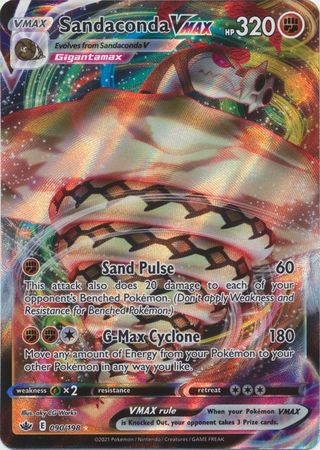 VMAX Sandaconda VMAX HP 320
Evolves from Sandaconda V
Gigantamax
Sand Pulse 60
This attack also does 20 damage to each of your
opponent's Benched Pokémon. (Don't apply Weakness and
Resistance for Benched Pokémon.)
G-Max Cyclone 180
Move any amount of Energy from your Pokémon to your
other Pokémon in any way you like.
weakness ×2 resistance retreat
Illus. aky CG Works
E 090/198 ★
VMAX rule When your Pokémon VMAX is
Knocked Out, your opponent takes 3 Prize cards.
©2021 Pokémon / Nintendo / Creatures / GAME FREAK